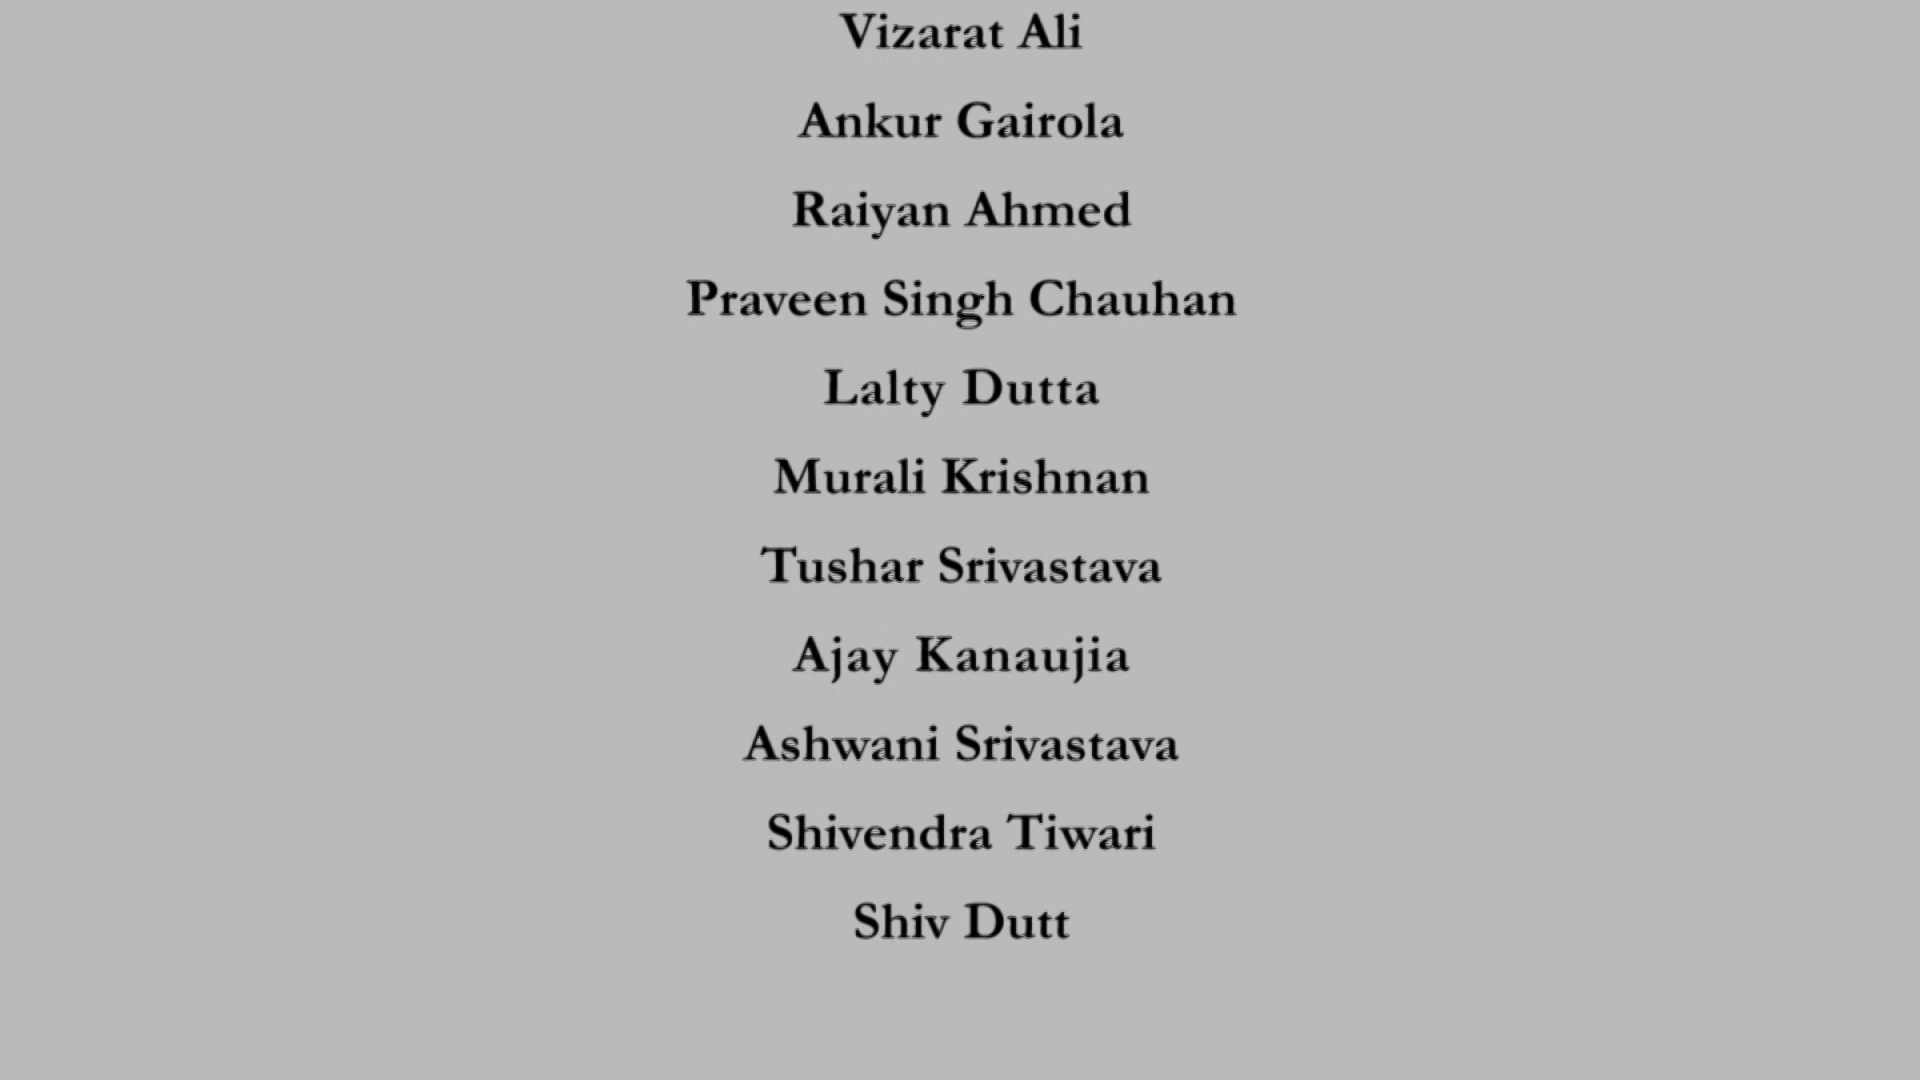 Vizarat Ali
Ankur Gairola
Raiyan Ahmed
Praveen Singh Chauhan
Lalty Dutta
Murali Krishnan
Tushar Srivastava
Ajay Kanaujia
Ashwani Srivastava
Shivendra Tiwari
Shiv Dutt